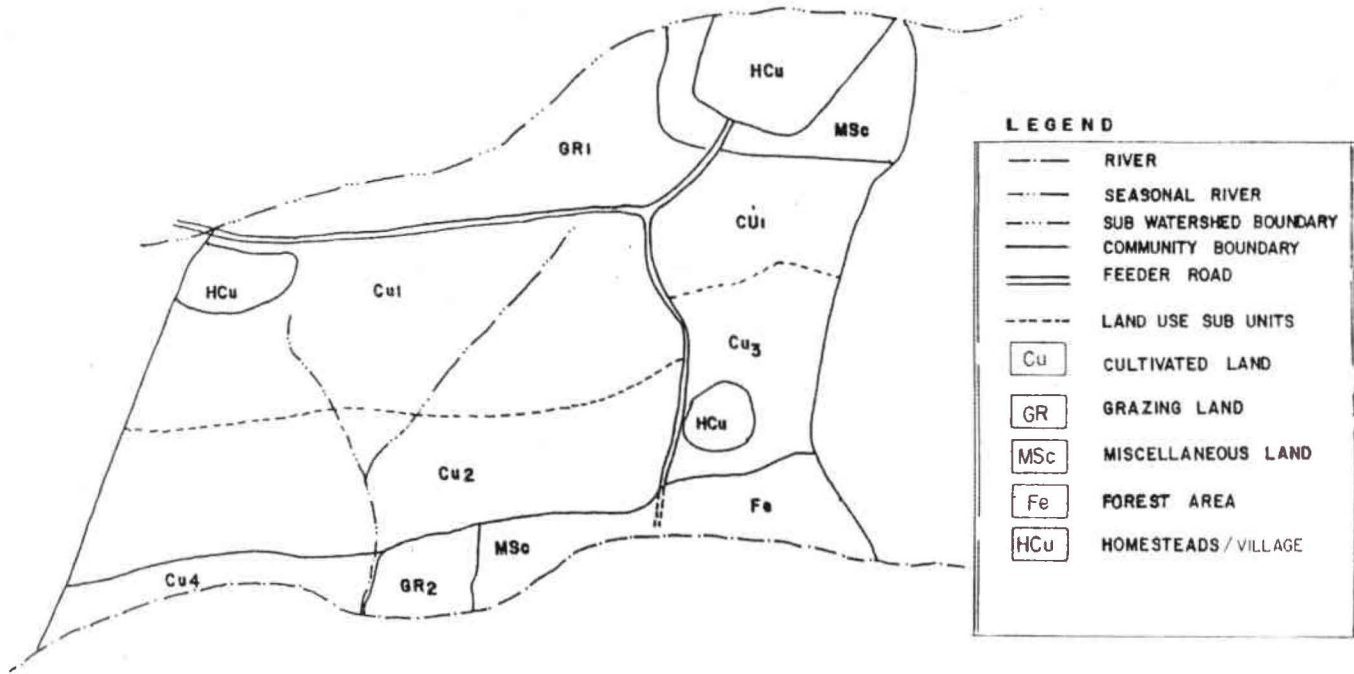 HCu
MSc
GR1
CU1
HCu
Cu1
Cu3
HCu
Cu2
Fe
MSc
Cu4
GR2
LEGEND
RIVER
SEASONAL RIVER
SUB WATERSHED BOUNDARY
COMMUNITY BOUNDARY
FEEDER ROAD
LAND USE SUB UNITS
Cu CULTIVATED LAND
GR GRAZING LAND
MSc MISCELLANEOUS LAND
Fe FOREST AREA
HCu HOMESTEADS/VILLAGE